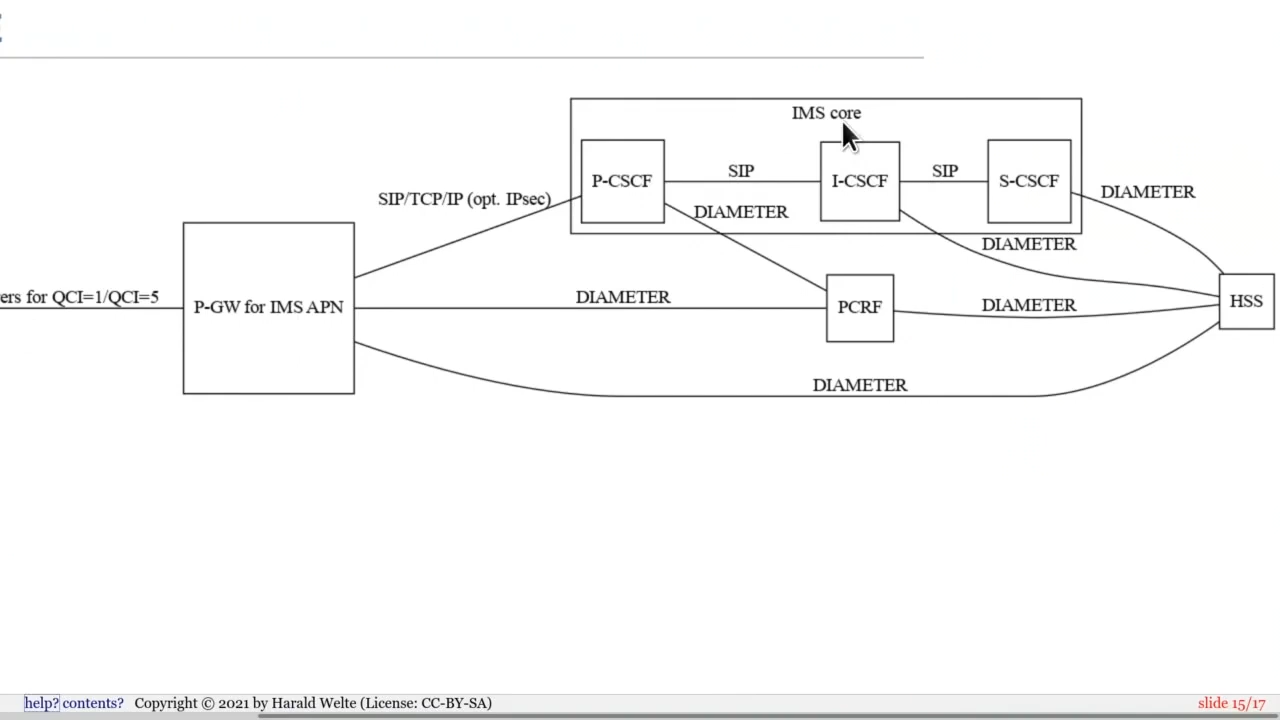 IMS core
P-CSCF
SIP
I-CSCF
SIP
S-CSCF
DIAMETER
SIP/TCP/IP (opt. IPsec)
DIAMETER
DIAMETER
for QCI=1/QCI=5
P-GW for IMS APN
DIAMETER
PCRF
DIAMETER
HSS
DIAMETER
help? contents? Copyright © 2021 by Harald Welte (License: CC-BY-SA)
slide 15/17